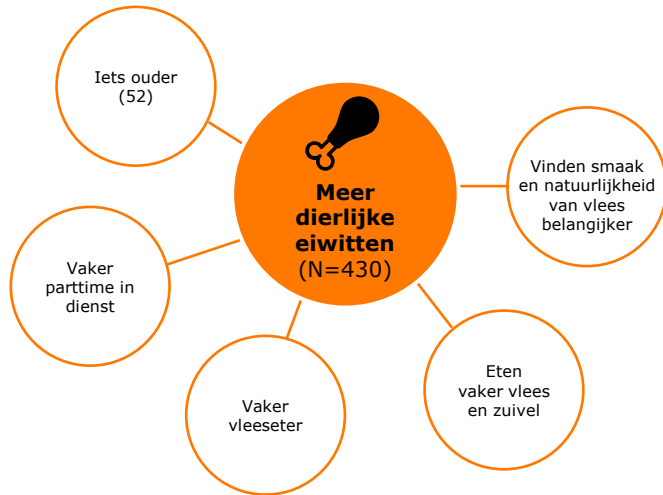 Iets ouder
(52)
Meer
dierlijke
eiwitten
(N=430)
Vinden smaak
en natuurlijkheid
van vlees
belangijker
Vaker
parttime in
dienst
Vaker
vleeseter
Eten
vaker vlees
en zuivel